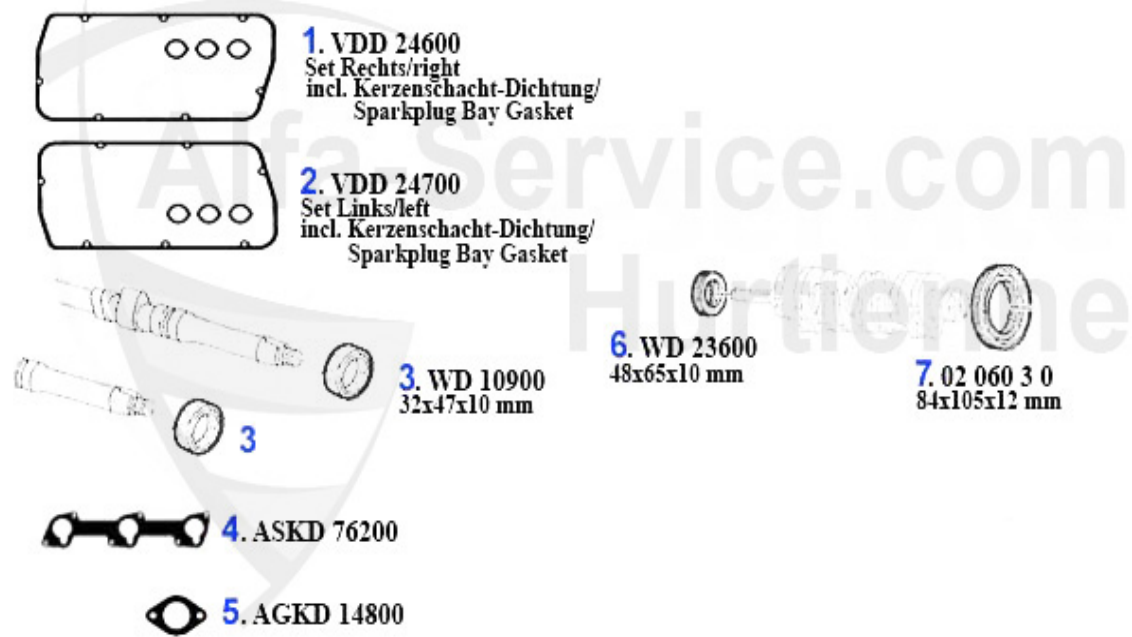 1. VDD 24600
Set Rechts/right
incl. Kerzenschacht-Dichtung/
Sparkplug Bay Gasket
2. VDD 24700
Set Links/left
incl. Kerzenschacht-Dichtung/
Sparkplug Bay Gasket
3. WD 10900
32x47x10 mm
3
4. ASKD 76200
5. AGKD 14800
6. WD 23600
48x65x10 mm
7. 02 060 3 0
84x105x12 mm
Alfa-Service.com
Hurtienne